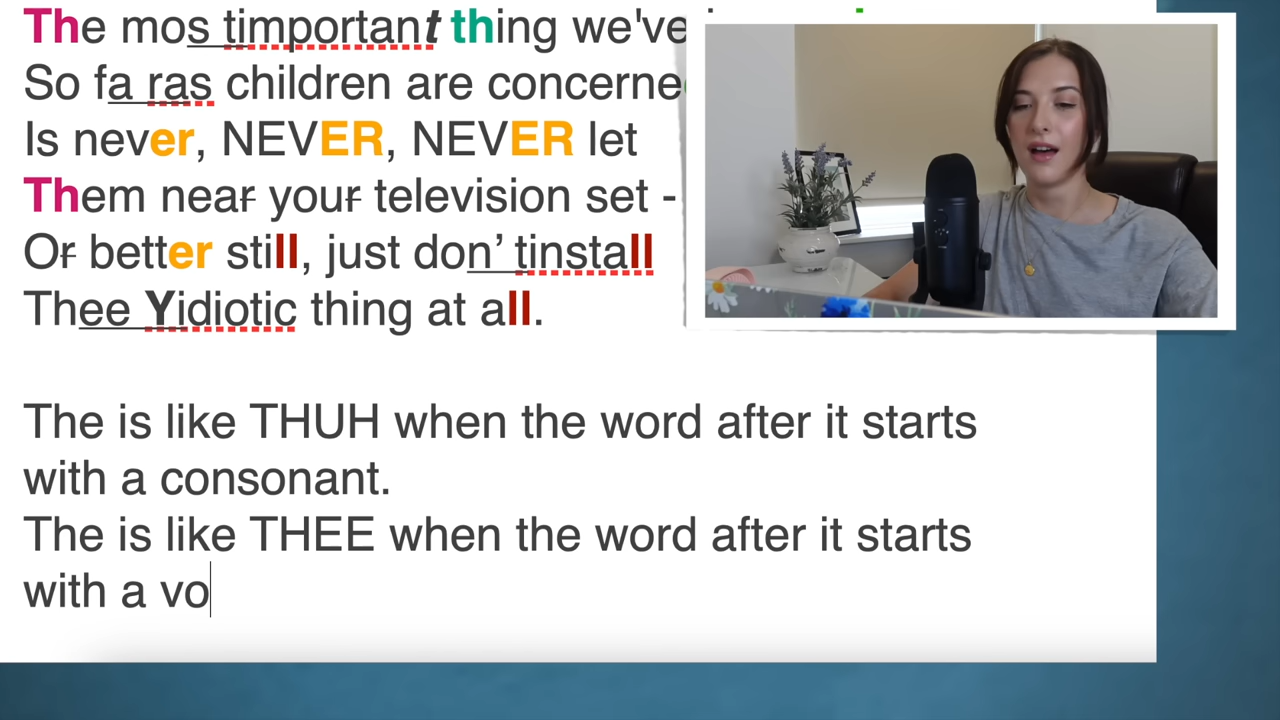 The mos timportant thing we've
So fa ras children are concerne
Is never, NEVER, NEVER let
Them near your television set -
Or better still, just don' tinstall
Thee Yidiotic thing at all.
The is like THUH when the word after it starts
with a consonant.
The is like THEE when the word after it starts
with a vo